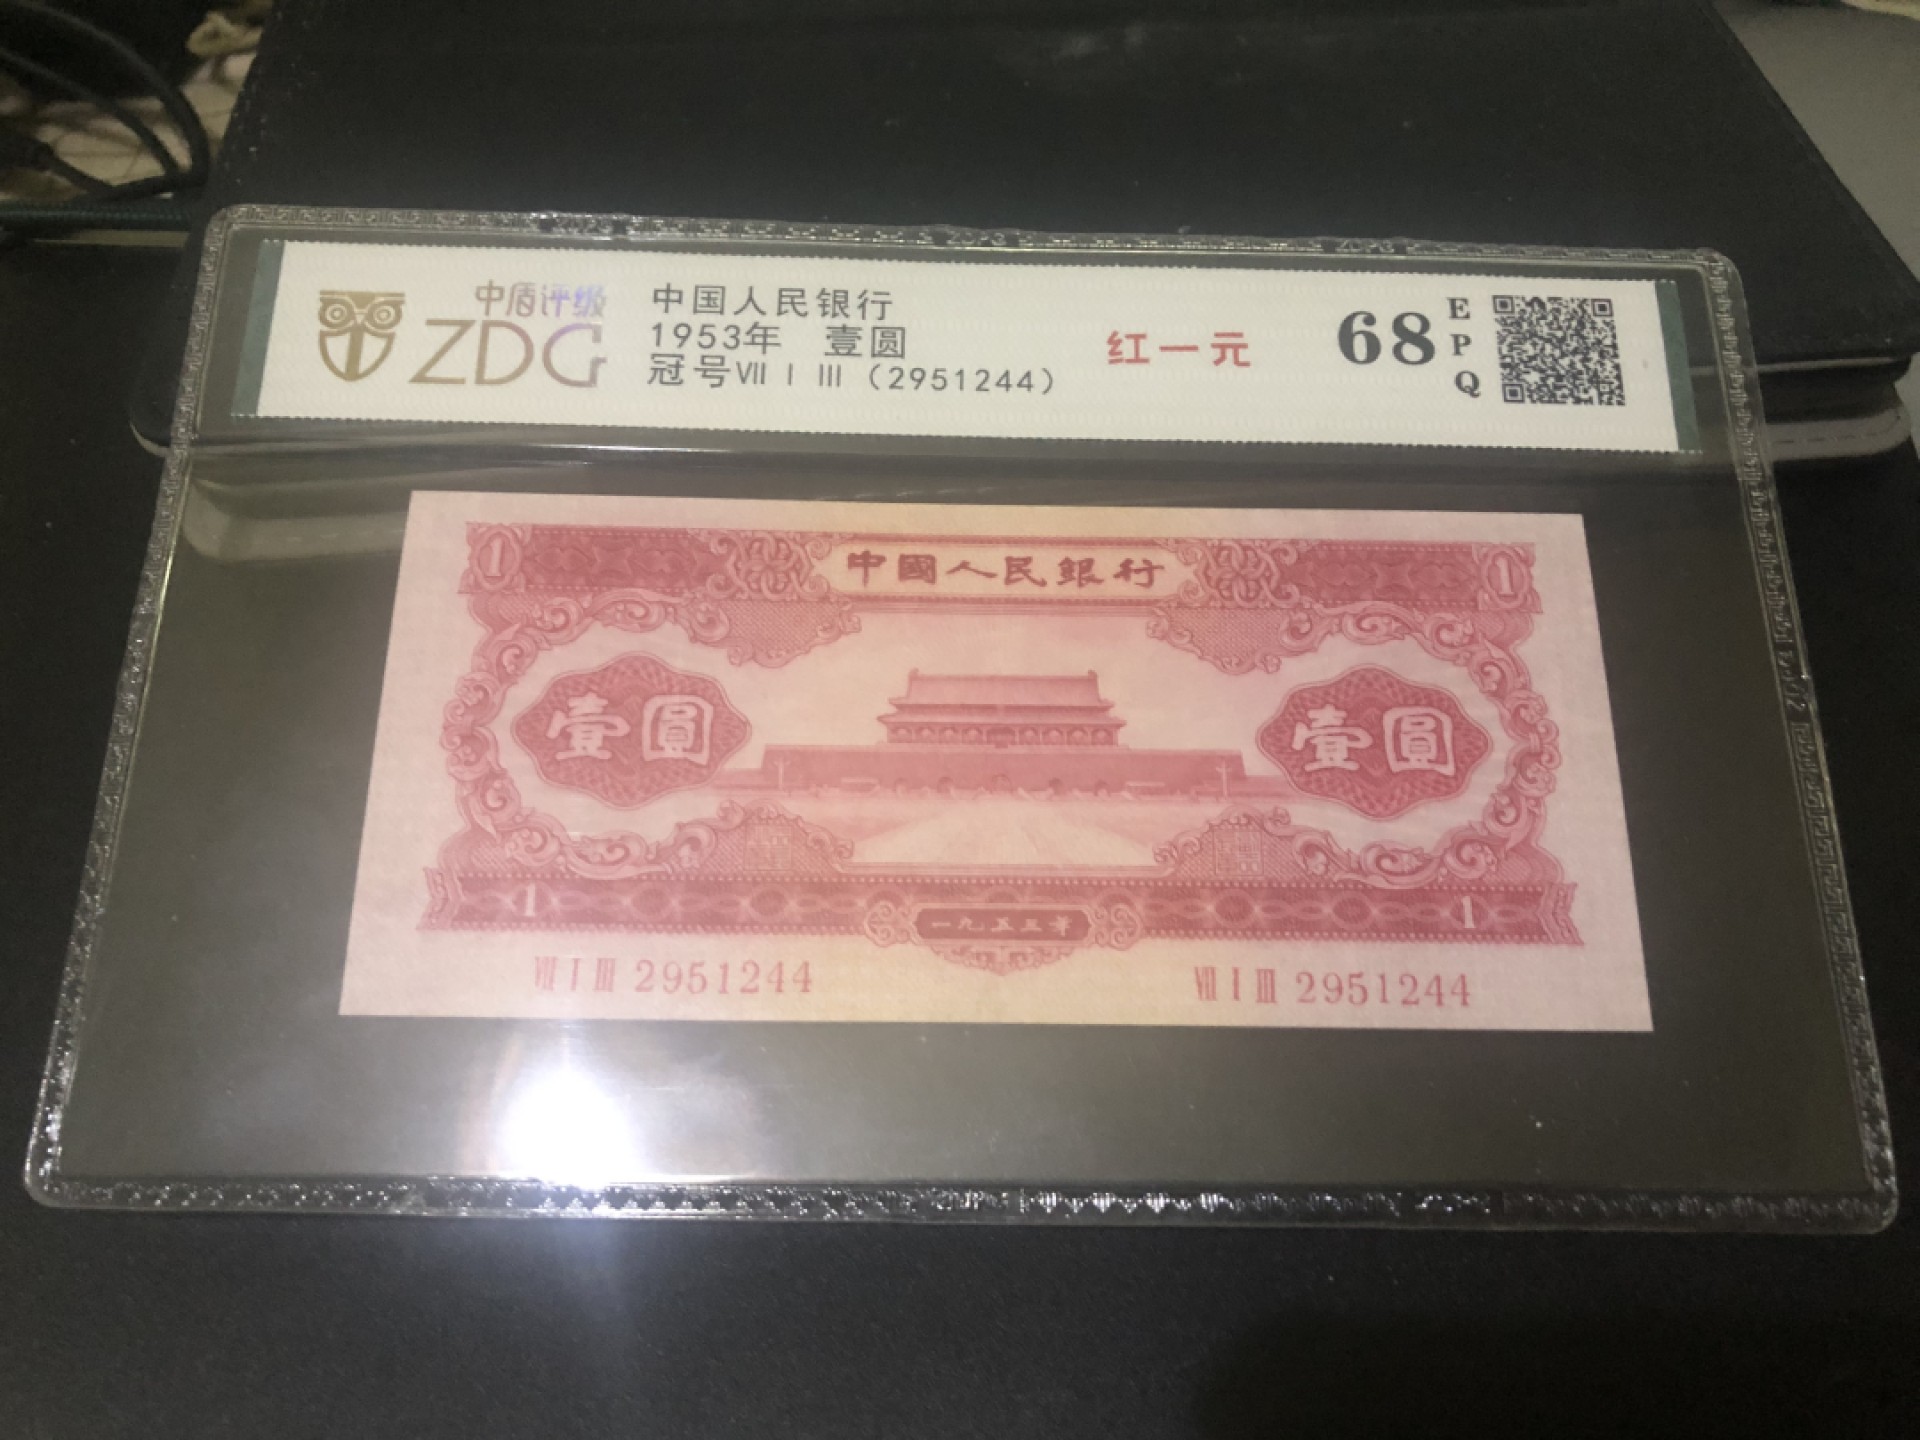 中盾评级
ZDG
中国人民银行
1953年 壹圆
冠号Ⅶ Ⅰ Ⅲ（2951244）
红一元
68
EPQ
1 中國人民銀行 1
壹圓 壹圓
1 一九五三年 1
Ⅶ Ⅰ Ⅲ 2951244 Ⅶ Ⅰ Ⅲ 2951244